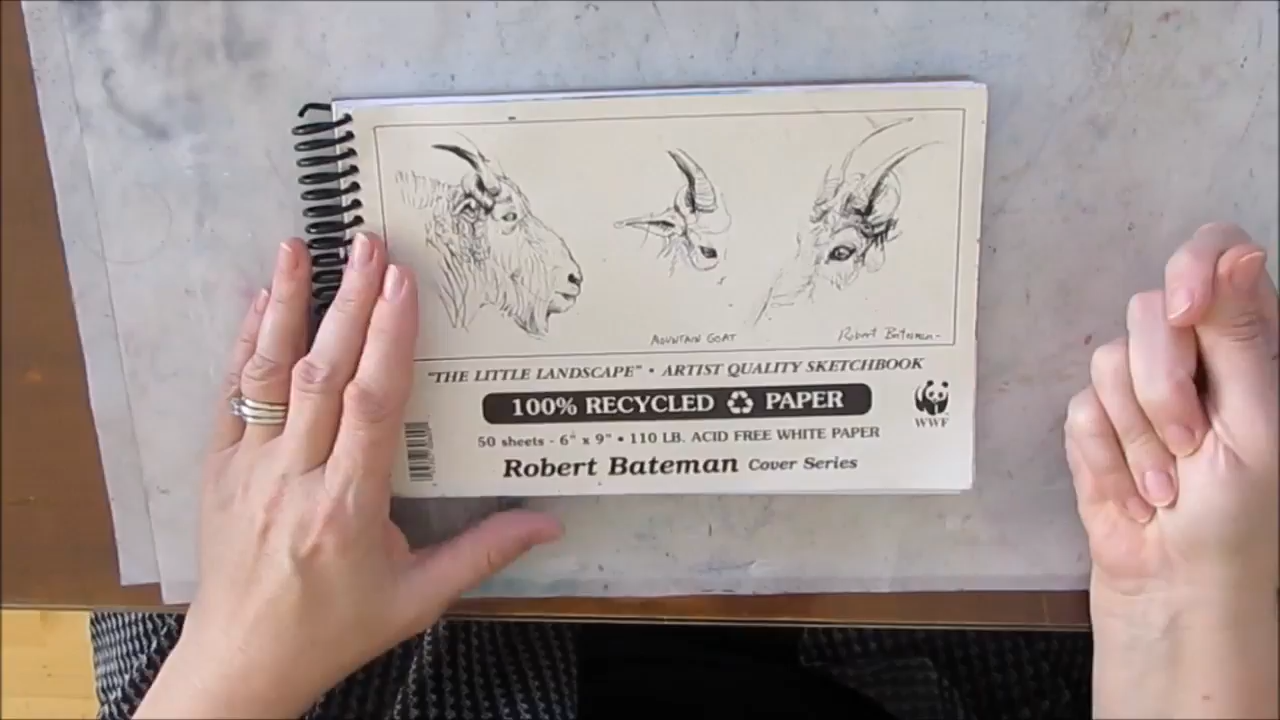 MOUNTAIN GOAT
Robert Bateman
"THE LITTLE LANDSCAPE" • ARTIST QUALITY SKETCHBOOK
100% RECYCLED PAPER
WWF
50 sheets - 6" x 9" • 110 LB. ACID FREE WHITE PAPER
Robert Bateman Cover Series